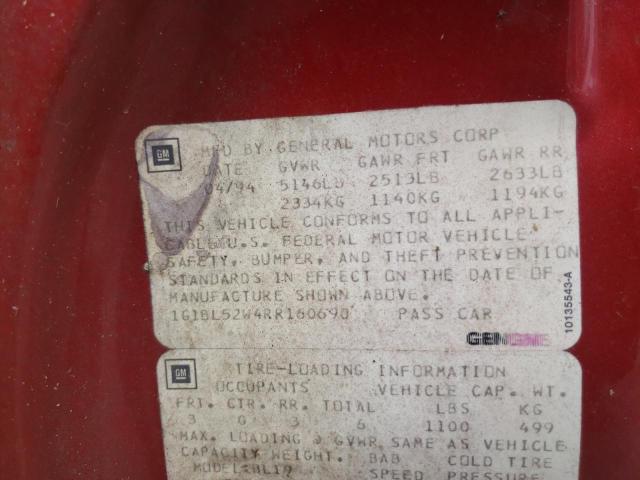 GM MFD BY GENERAL MOTORS CORP
DATE GVWR GAWR FRT GAWR RR
04/94 5146LB 2513LB 2633LB
2334KG 1140KG 1194KG
THIS VEHICLE CONFORMS TO ALL APPLI-
CABLE U.S. FEDERAL MOTOR VEHICLE
SAFETY, BUMPER, AND THEFT PREVENTION
STANDARDS IN EFFECT ON THE DATE OF
MANUFACTURE SHOWN ABOVE.
1G1BL52W4RR160690 PASS CAR
GENUINE
10135543-A
GM TIRE-LOADING INFORMATION
OCCUPANTS VEHICLE CAP. WT.
FRT. CTR. RR. TOTAL LBS KG
3 0 3 6 1100 499
MAX. LOADING @ GVWR SAME AS VEHICLE
CAPACITY WEIGHT. BAB COLD TIRE
MODEL:BL19 SPEED PRESSURE